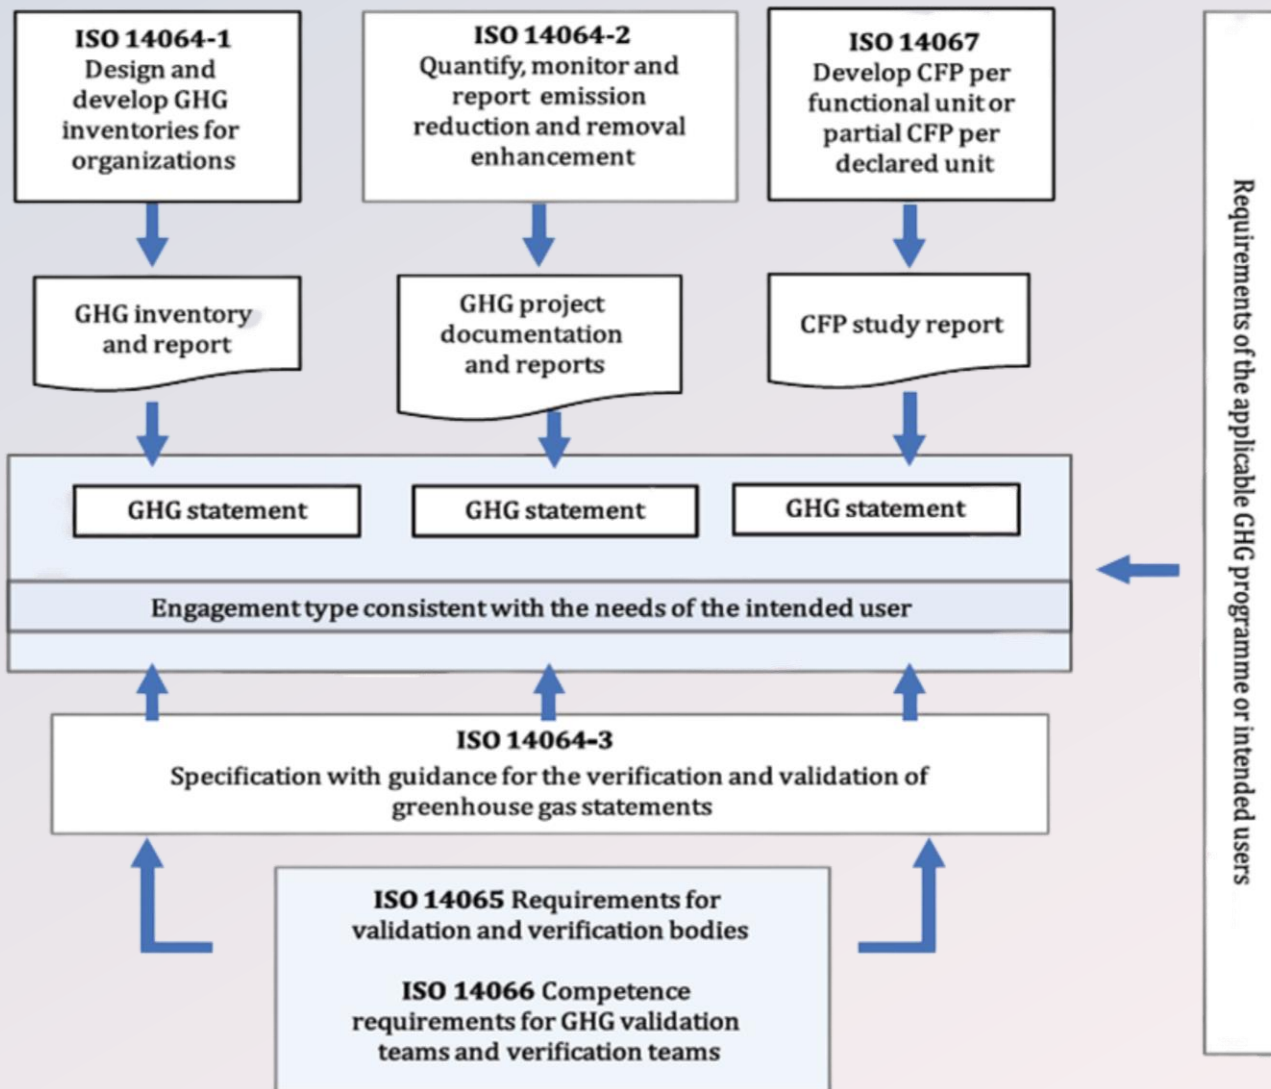 ISO 14064-1
Design and
develop GHG
inventories for
organizations
ISO 14064-2
Quantify, monitor and
report emission
reduction and removal
enhancement
ISO 14067
Develop CFP per
functional unit or
partial CFP per
declared unit
GHG inventory
and report
GHG project
documentation
and reports
CFP study report
GHG statement
GHG statement
GHG statement
Engagement type consistent with the needs of the intended user
ISO 14064-3
Specification with guidance for the verification and validation of
greenhouse gas statements
ISO 14065 Requirements for
validation and verification bodies
ISO 14066 Competence
requirements for GHG validation
teams and verification teams
Requirements of the applicable GHG programme or intended users